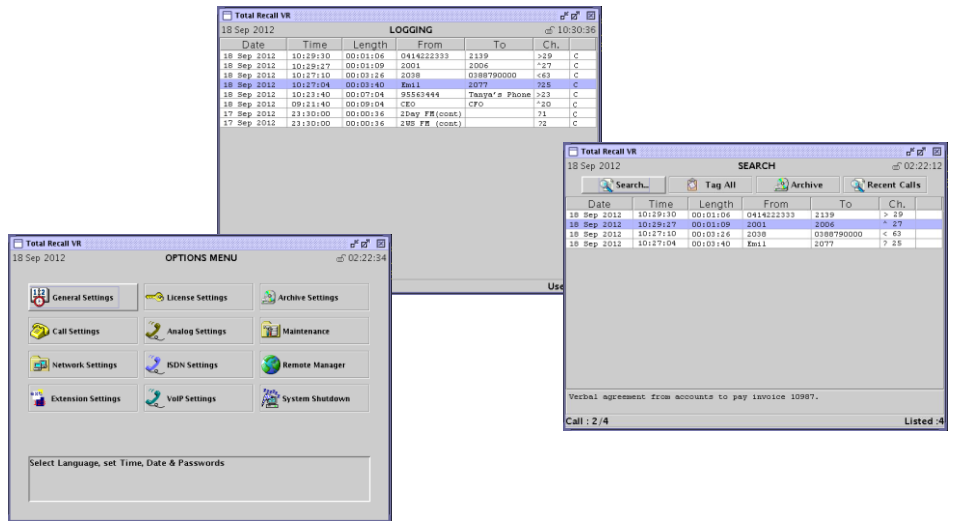 Total Recall VR
18 Sep 2012 LOGGING 10:30:36
Date Time Length From To Ch.
18 Sep 2012 10:29:30 00:01:06 0414222333 2139 >29 C
18 Sep 2012 10:29:27 00:01:09 2001 2006 ^27 C
18 Sep 2012 10:27:10 00:03:26 2038 0388790000 <63 C
18 Sep 2012 10:27:04 00:03:40 Emil 2077 ?25 C
18 Sep 2012 10:23:40 00:07:04 95563444 Tanya's Phone >23 C
18 Sep 2012 09:21:40 00:09:04 CEO CFO ^20 C
17 Sep 2012 23:30:00 00:00:36 2Day FM(cont) ?1 C
17 Sep 2012 23:30:00 00:00:36 2WS FM (cont) ?2 C
Use
Total Recall VR
18 Sep 2012 SEARCH 02:22:12
Search... Tag All Archive Recent Calls
Date Time Length From To Ch.
18 Sep 2012 10:29:30 00:01:06 0414222333 2139 > 29
18 Sep 2012 10:29:27 00:01:09 2001 2006 ^ 27
18 Sep 2012 10:27:10 00:03:26 2038 0388790000 < 63
18 Sep 2012 10:27:04 00:03:40 Emil 2077 ? 25
Verbal agreement from accounts to pay invoice 10987.
Call : 2/4 Listed :4
Total Recall VR
18 Sep 2012 OPTIONS MENU 02:22:34
General Settings License Settings Archive Settings
Call Settings Analog Settings Maintenance
Network Settings ISDN Settings Remote Manager
Extension Settings VoIP Settings System Shutdown
Select Language, set Time, Date & Passwords